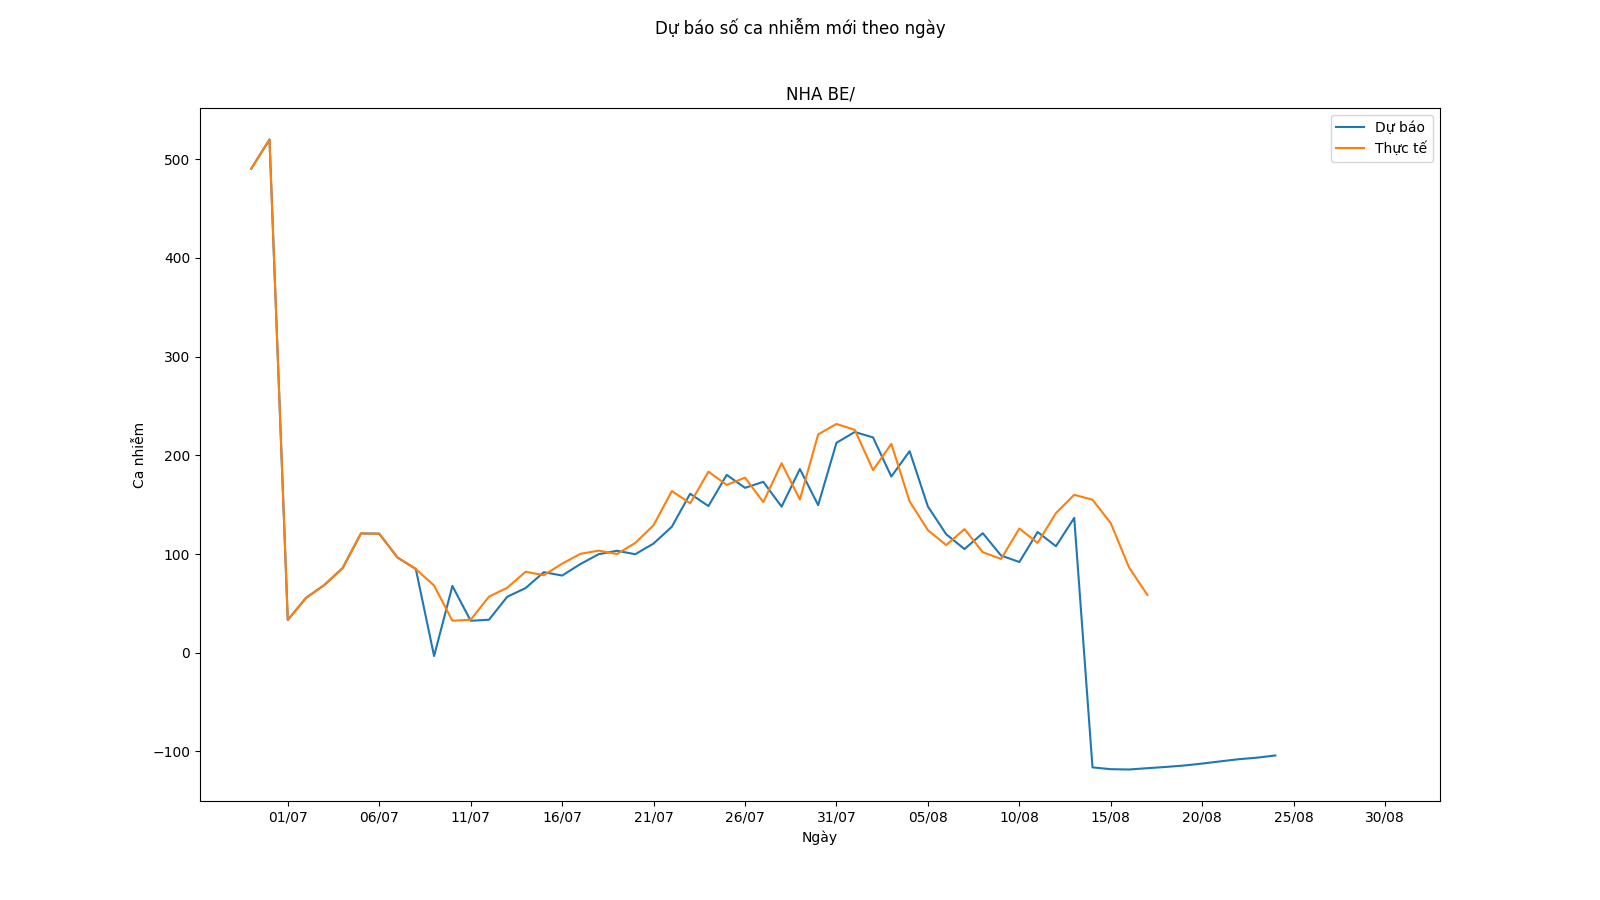 Dự báo số ca nhiễm mới theo ngày
NHA BE/
Dự báo
Thực tế
500
400
300
200
100
0
−100
Ca nhiễm
01/07 06/07 11/07 16/07 21/07 26/07 31/07 05/08 10/08 15/08 20/08 25/08 30/08
Ngày